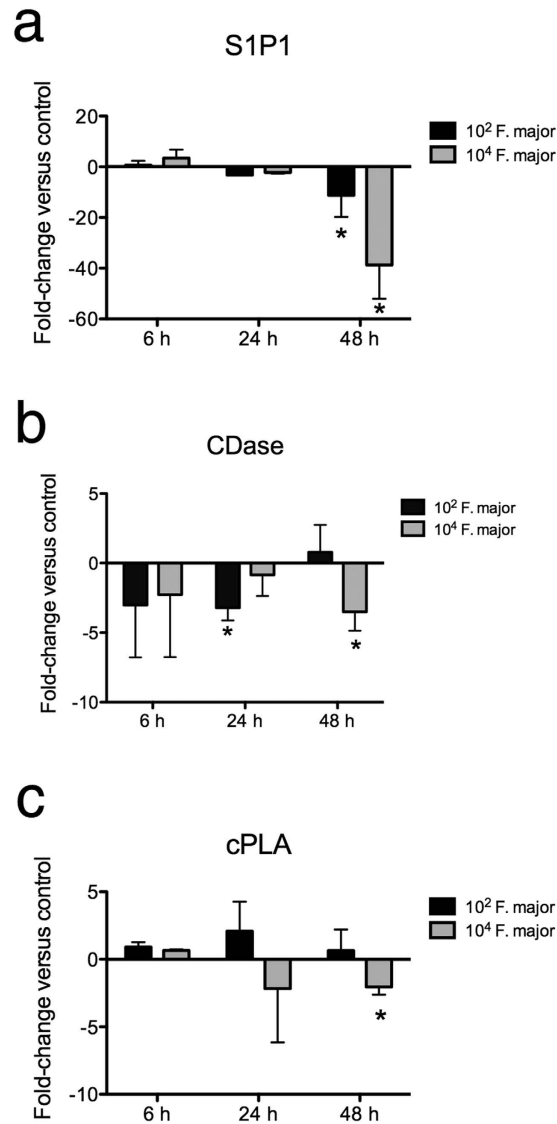 a
S1P1
Fold-change versus control
20
0
-20
-40
-60
10² F. major
10⁴ F. major
*
*
6 h 24 h 48 h
b
CDase
Fold-change versus control
5
0
-5
-10
10² F. major
10⁴ F. major
*
*
6 h 24 h 48 h
c
cPLA
Fold-change versus control
5
0
-5
-10
10² F. major
10⁴ F. major
*
6 h 24 h 48 h